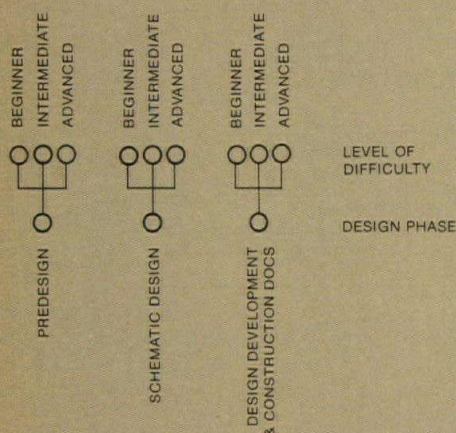 BEGINNER
INTERMEDIATE
ADVANCED
BEGINNER
INTERMEDIATE
ADVANCED
BEGINNER
INTERMEDIATE
ADVANCED
LEVEL OF
DIFFICULTY
DESIGN PHASE
PREDESIGN
SCHEMATIC DESIGN
DESIGN DEVELOPMENT
& CONSTRUCTION DOCS